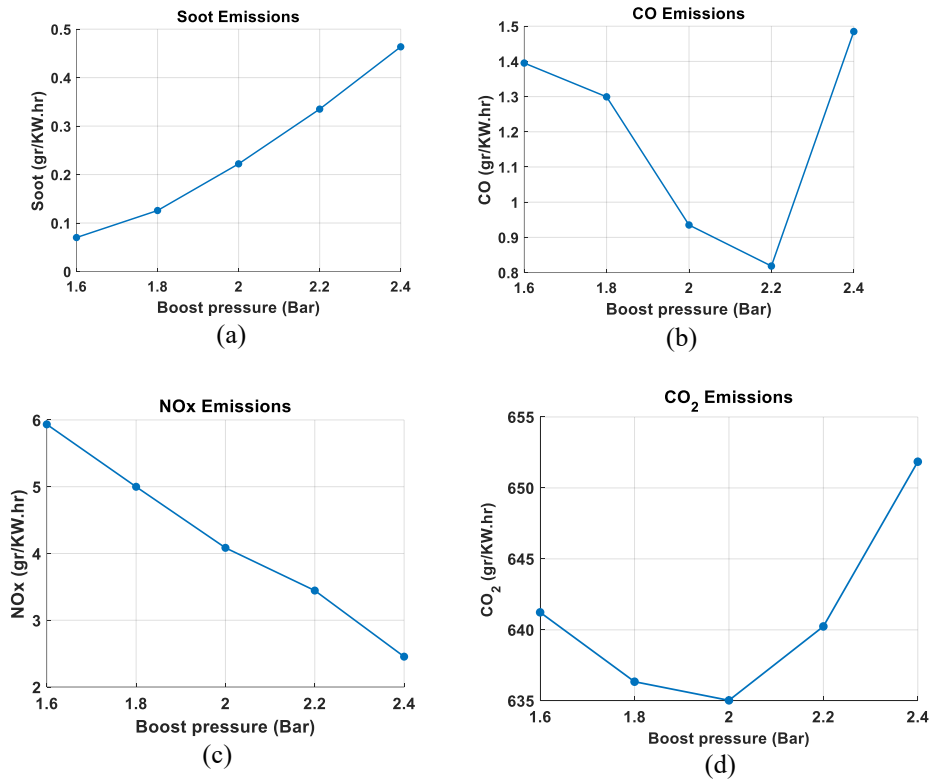 Soot Emissions
0.5
0.4
0.3
0.2
0.1
0
Soot (gr/KW.hr)
1.6 1.8 2 2.2 2.4
Boost pressure (Bar)
(a)
CO Emissions
1.5
1.4
1.3
1.2
1.1
1
0.9
0.8
CO (gr/KW.hr)
1.6 1.8 2 2.2 2.4
Boost pressure (Bar)
(b)
NOx Emissions
6
5
4
3
2
NOx (gr/KW.hr)
1.6 1.8 2 2.2 2.4
Boost pressure (Bar)
(c)
CO2 Emissions
655
650
645
640
635
CO2 (gr/KW.hr)
1.6 1.8 2 2.2 2.4
Boost pressure (Bar)
(d)